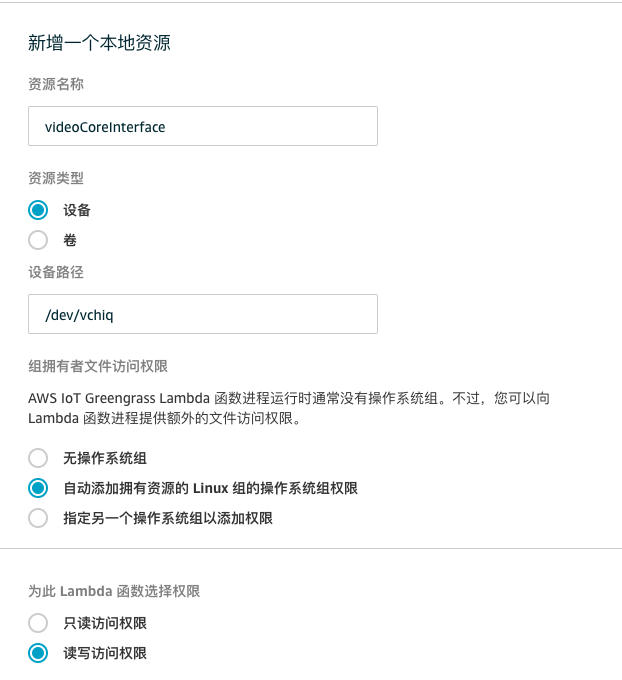 新增一个本地资源
资源名称
videoCoreInterface
资源类型
设备
卷
设备路径
/dev/vchiq
组拥有者文件访问权限
AWS IoT Greengrass Lambda 函数进程运行时通常没有操作系统组。不过，您可以向
Lambda 函数进程提供额外的文件访问权限。
无操作系统组
自动添加拥有资源的 Linux 组的操作系统组权限
指定另一个操作系统组以添加权限
为此 Lambda 函数选择权限
只读访问权限
读写访问权限